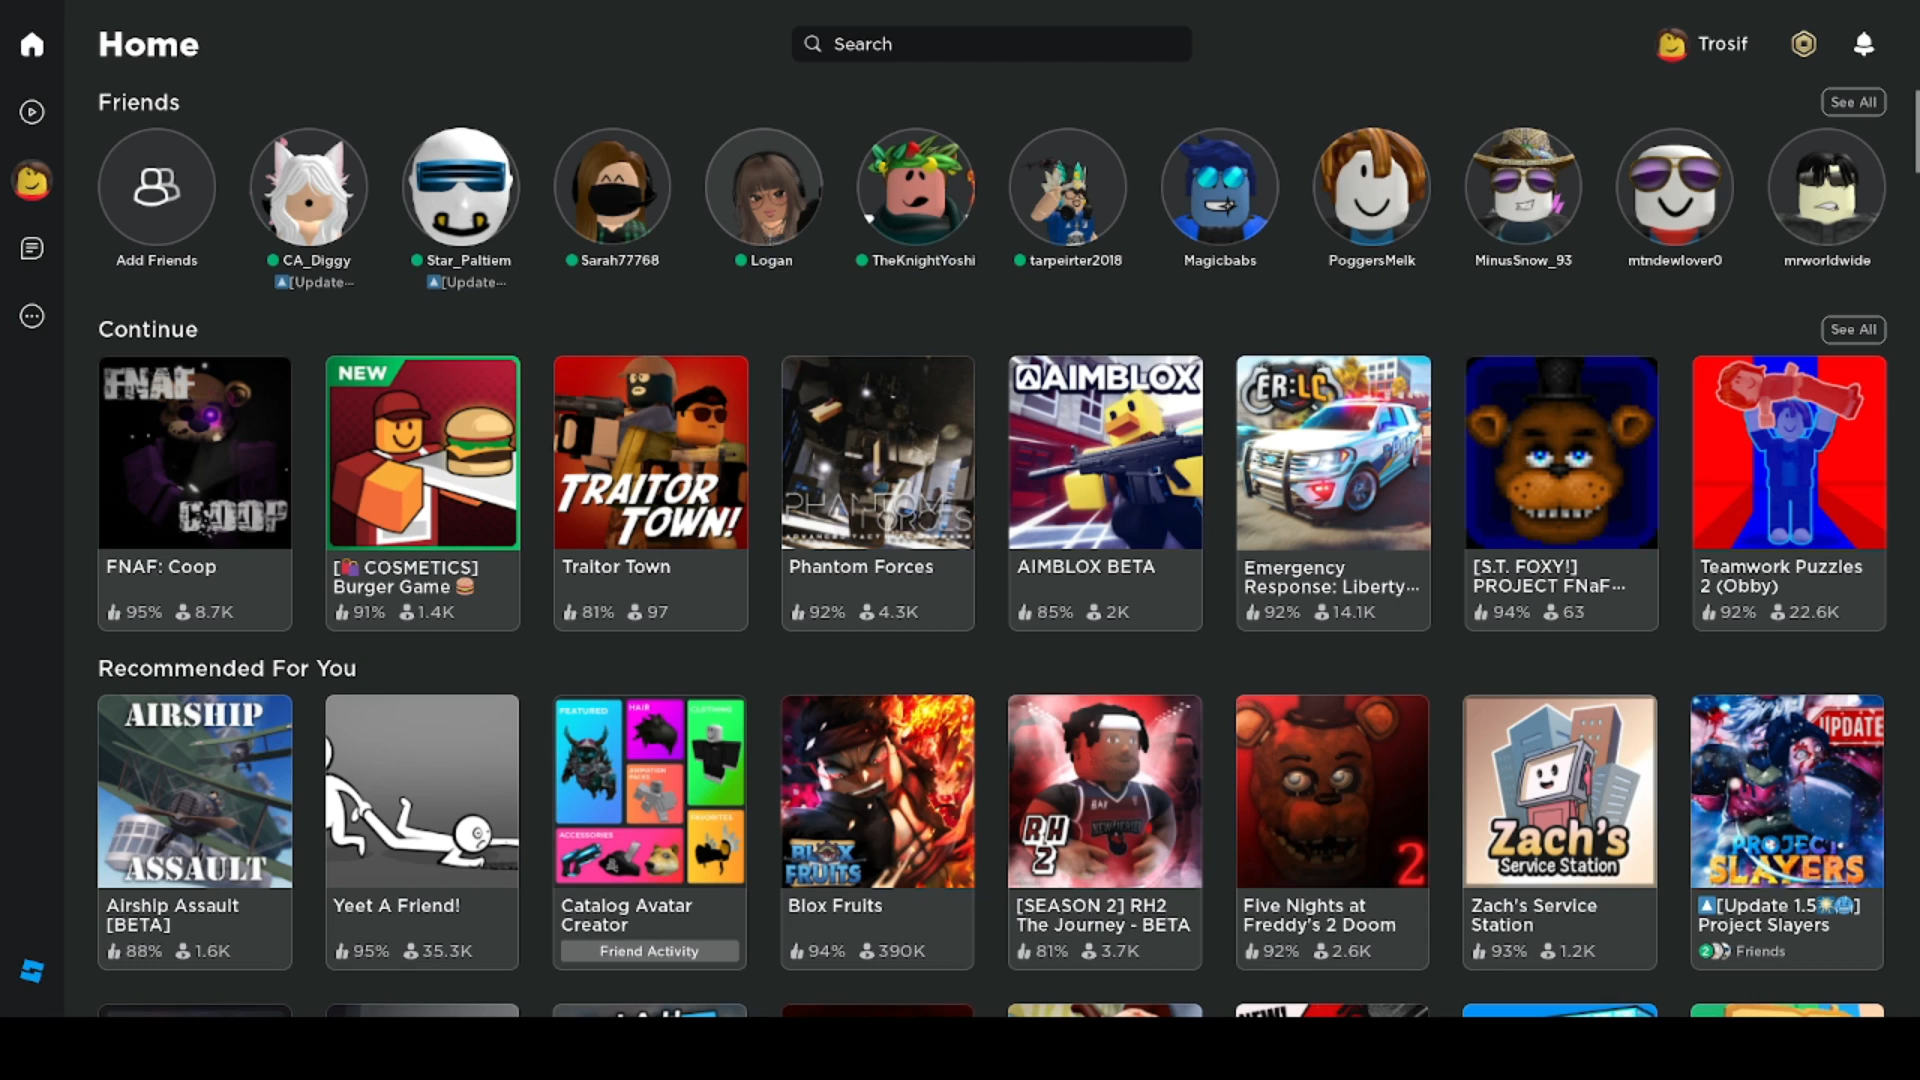 Home
Search
Trosif
Friends
See All
Add Friends
CA_Diggy
[Update···
Star_Paltiem
[Update···
Sarah77768
Logan
TheKnightYoshi
tarpeirter2018
Magicbabs
PoggersMelk
MinusSnow_93
mtndewlover0
mrworldwide
Continue
See All
FNAF
COOP
NEW
TRAITOR
TOWN!
PHANTOM
FORCES
AIMBLOX
ER:LC
FNAF: Coop
95% 8.7K
[🛍️ COSMETICS]
Burger Game 🍔
91% 1.4K
Traitor Town
81% 97
Phantom Forces
92% 4.3K
AIMBLOX BETA
85% 2K
Emergency
Response: Liberty···
92% 14.1K
[S.T. FOXY!]
PROJECT FNaF···
94% 63
Teamwork Puzzles
2 (Obby)
92% 22.6K
Recommended For You
AIRSHIP
ASSAULT
FEATURED
HAIR
CLOTHING
ACCESSORIES
FAVORITES
BLOX
FRUITS
RH
2
2
Zach's
Service Station
UPDATE
PROJECT
SLAYERS
Airship Assault
[BETA]
88% 1.6K
Yeet A Friend!
95% 35.3K
Catalog Avatar
Creator
Friend Activity
Blox Fruits
94% 390K
[SEASON 2] RH2
The Journey - BETA
81% 3.7K
Five Nights at
Freddy's 2 Doom
92% 2.6K
Zach's Service
Station
93% 1.2K
[Update 1.5]
Project Slayers
2 Friends